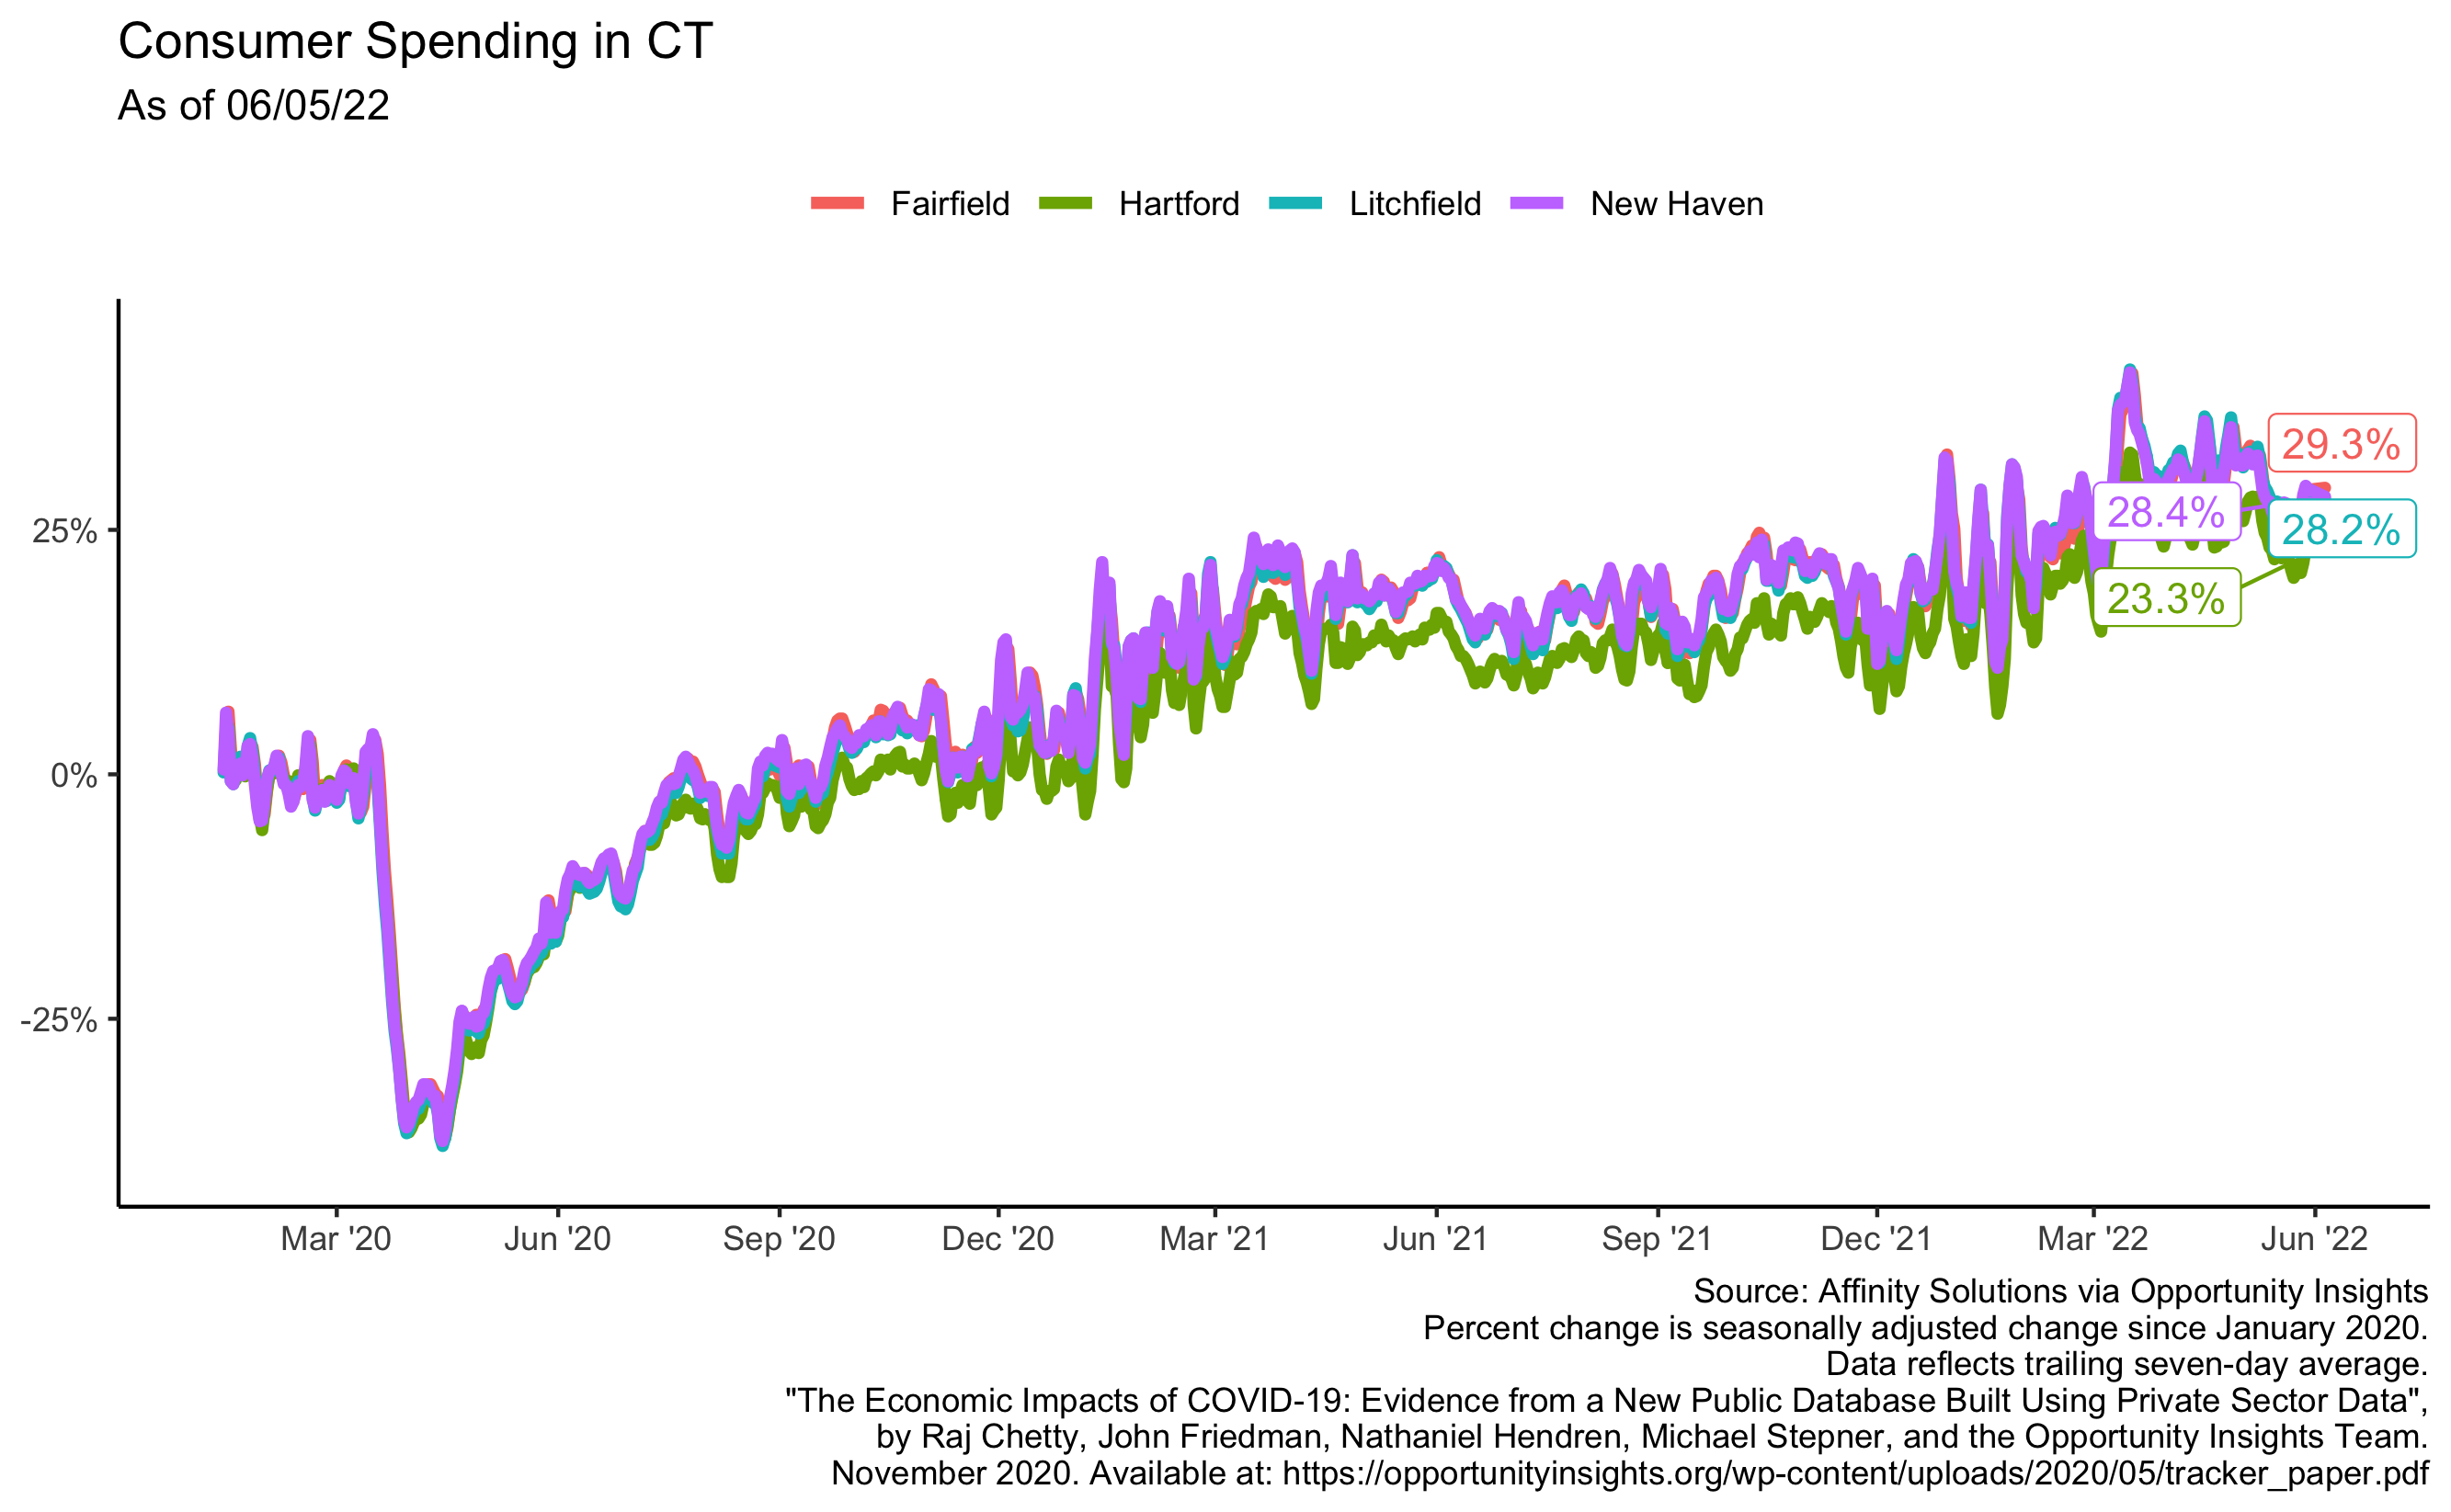 Consumer Spending in CT
As of 06/05/22
Fairfield Hartford Litchfield New Haven
29.3%
28.4%
28.2%
23.3%
25%
0%
-25%
Mar '20 Jun '20 Sep '20 Dec '20 Mar '21 Jun '21 Sep '21 Dec '21 Mar '22 Jun '22
Source: Affinity Solutions via Opportunity Insights
Percent change is seasonally adjusted change since January 2020.
Data reflects trailing seven-day average.
"The Economic Impacts of COVID-19: Evidence from a New Public Database Built Using Private Sector Data",
by Raj Chetty, John Friedman, Nathaniel Hendren, Michael Stepner, and the Opportunity Insights Team.
November 2020. Available at: https://opportunityinsights.org/wp-content/uploads/2020/05/tracker_paper.pdf